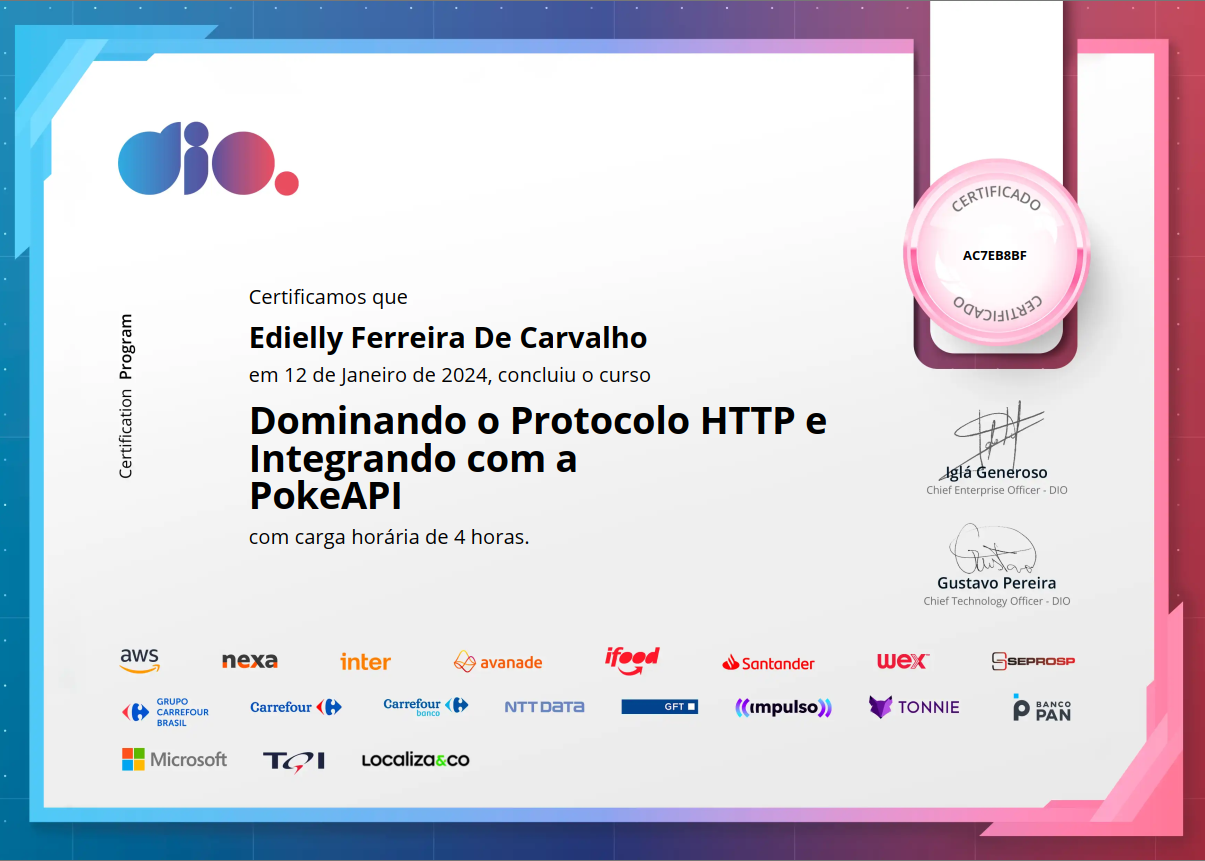 dio.
CERTIFICADO
AC7EB8BF
CERTIFICADO
Certification Program
Certificamos que
Edielly Ferreira De Carvalho
em 12 de Janeiro de 2024, concluiu o curso
Dominando o Protocolo HTTP e
Integrando com a
PokeAPI
com carga horária de 4 horas.
Iglá Generoso
Chief Enterprise Officer - DIO
Gustavo Pereira
Chief Technology Officer - DIO
aws nexa inter avanade ifood Santander wex SEPROSP
GRUPO
CARREFOUR
BRASIL
Carrefour Carrefour
banco
NTT DATA GFT impulso TONNIE BANCO
PAN
Microsoft TQI Localiza&CO